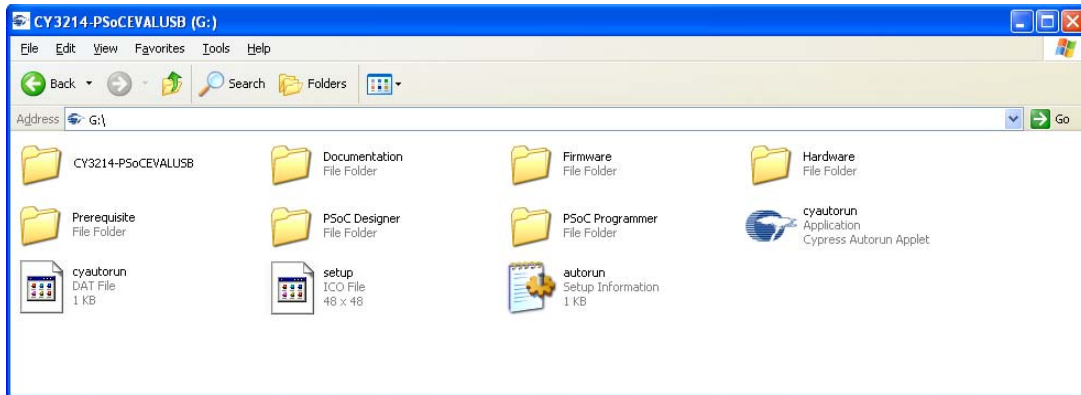 CY3214-PSoCEVALUSB (G:)
File Edit View Favorites Tools Help
Back Search Folders
Address G:\ Go
CY3214-PSoCEVALUSB
Documentation
File Folder
Firmware
File Folder
Hardware
File Folder
Prerequisite
File Folder
PSoC Designer
File Folder
PSoC Programmer
File Folder
cyautorun
Application
Cypress Autorun Applet
cyautorun
DAT File
1 KB
setup
ICO File
48 x 48
autorun
Setup Information
1 KB